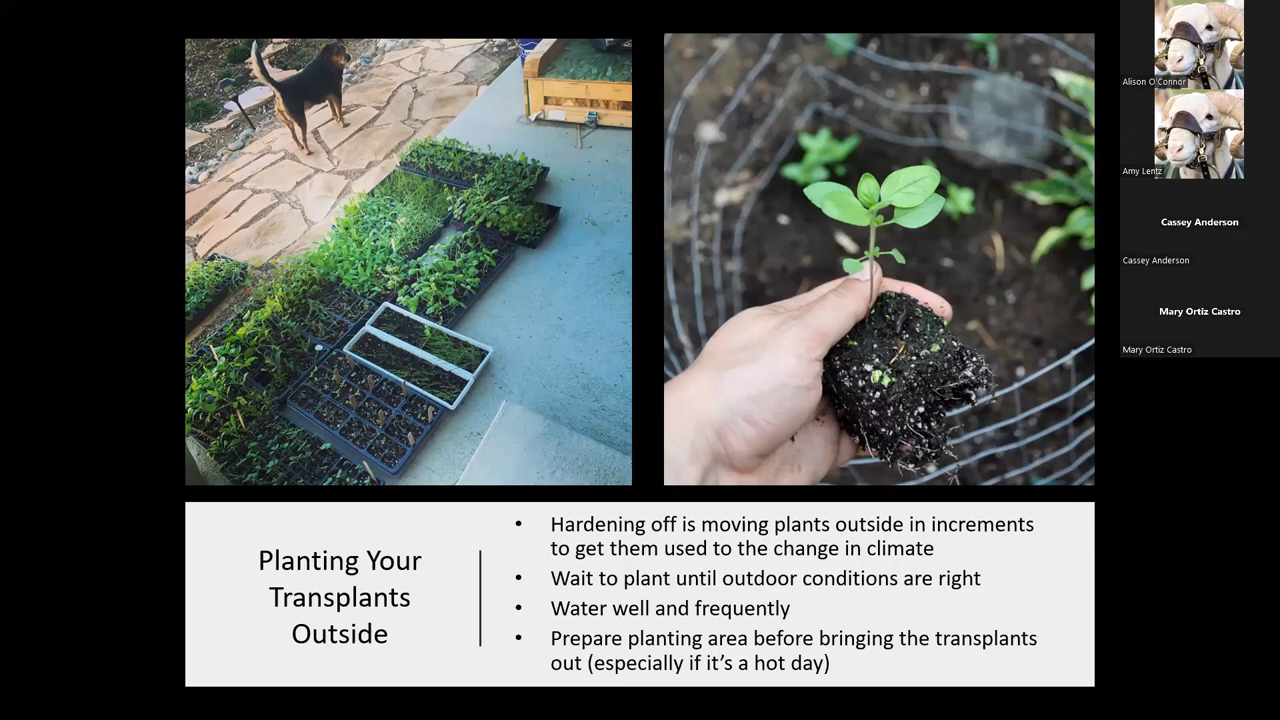 Planting Your
Transplants
Outside
• Hardening off is moving plants outside in increments
to get them used to the change in climate
• Wait to plant until outdoor conditions are right
• Water well and frequently
• Prepare planting area before bringing the transplants
out (especially if it’s a hot day)
Alison O'Connor
Amy Lentz
Cassey Anderson
Cassey Anderson
Mary Ortiz Castro
Mary Ortiz Castro